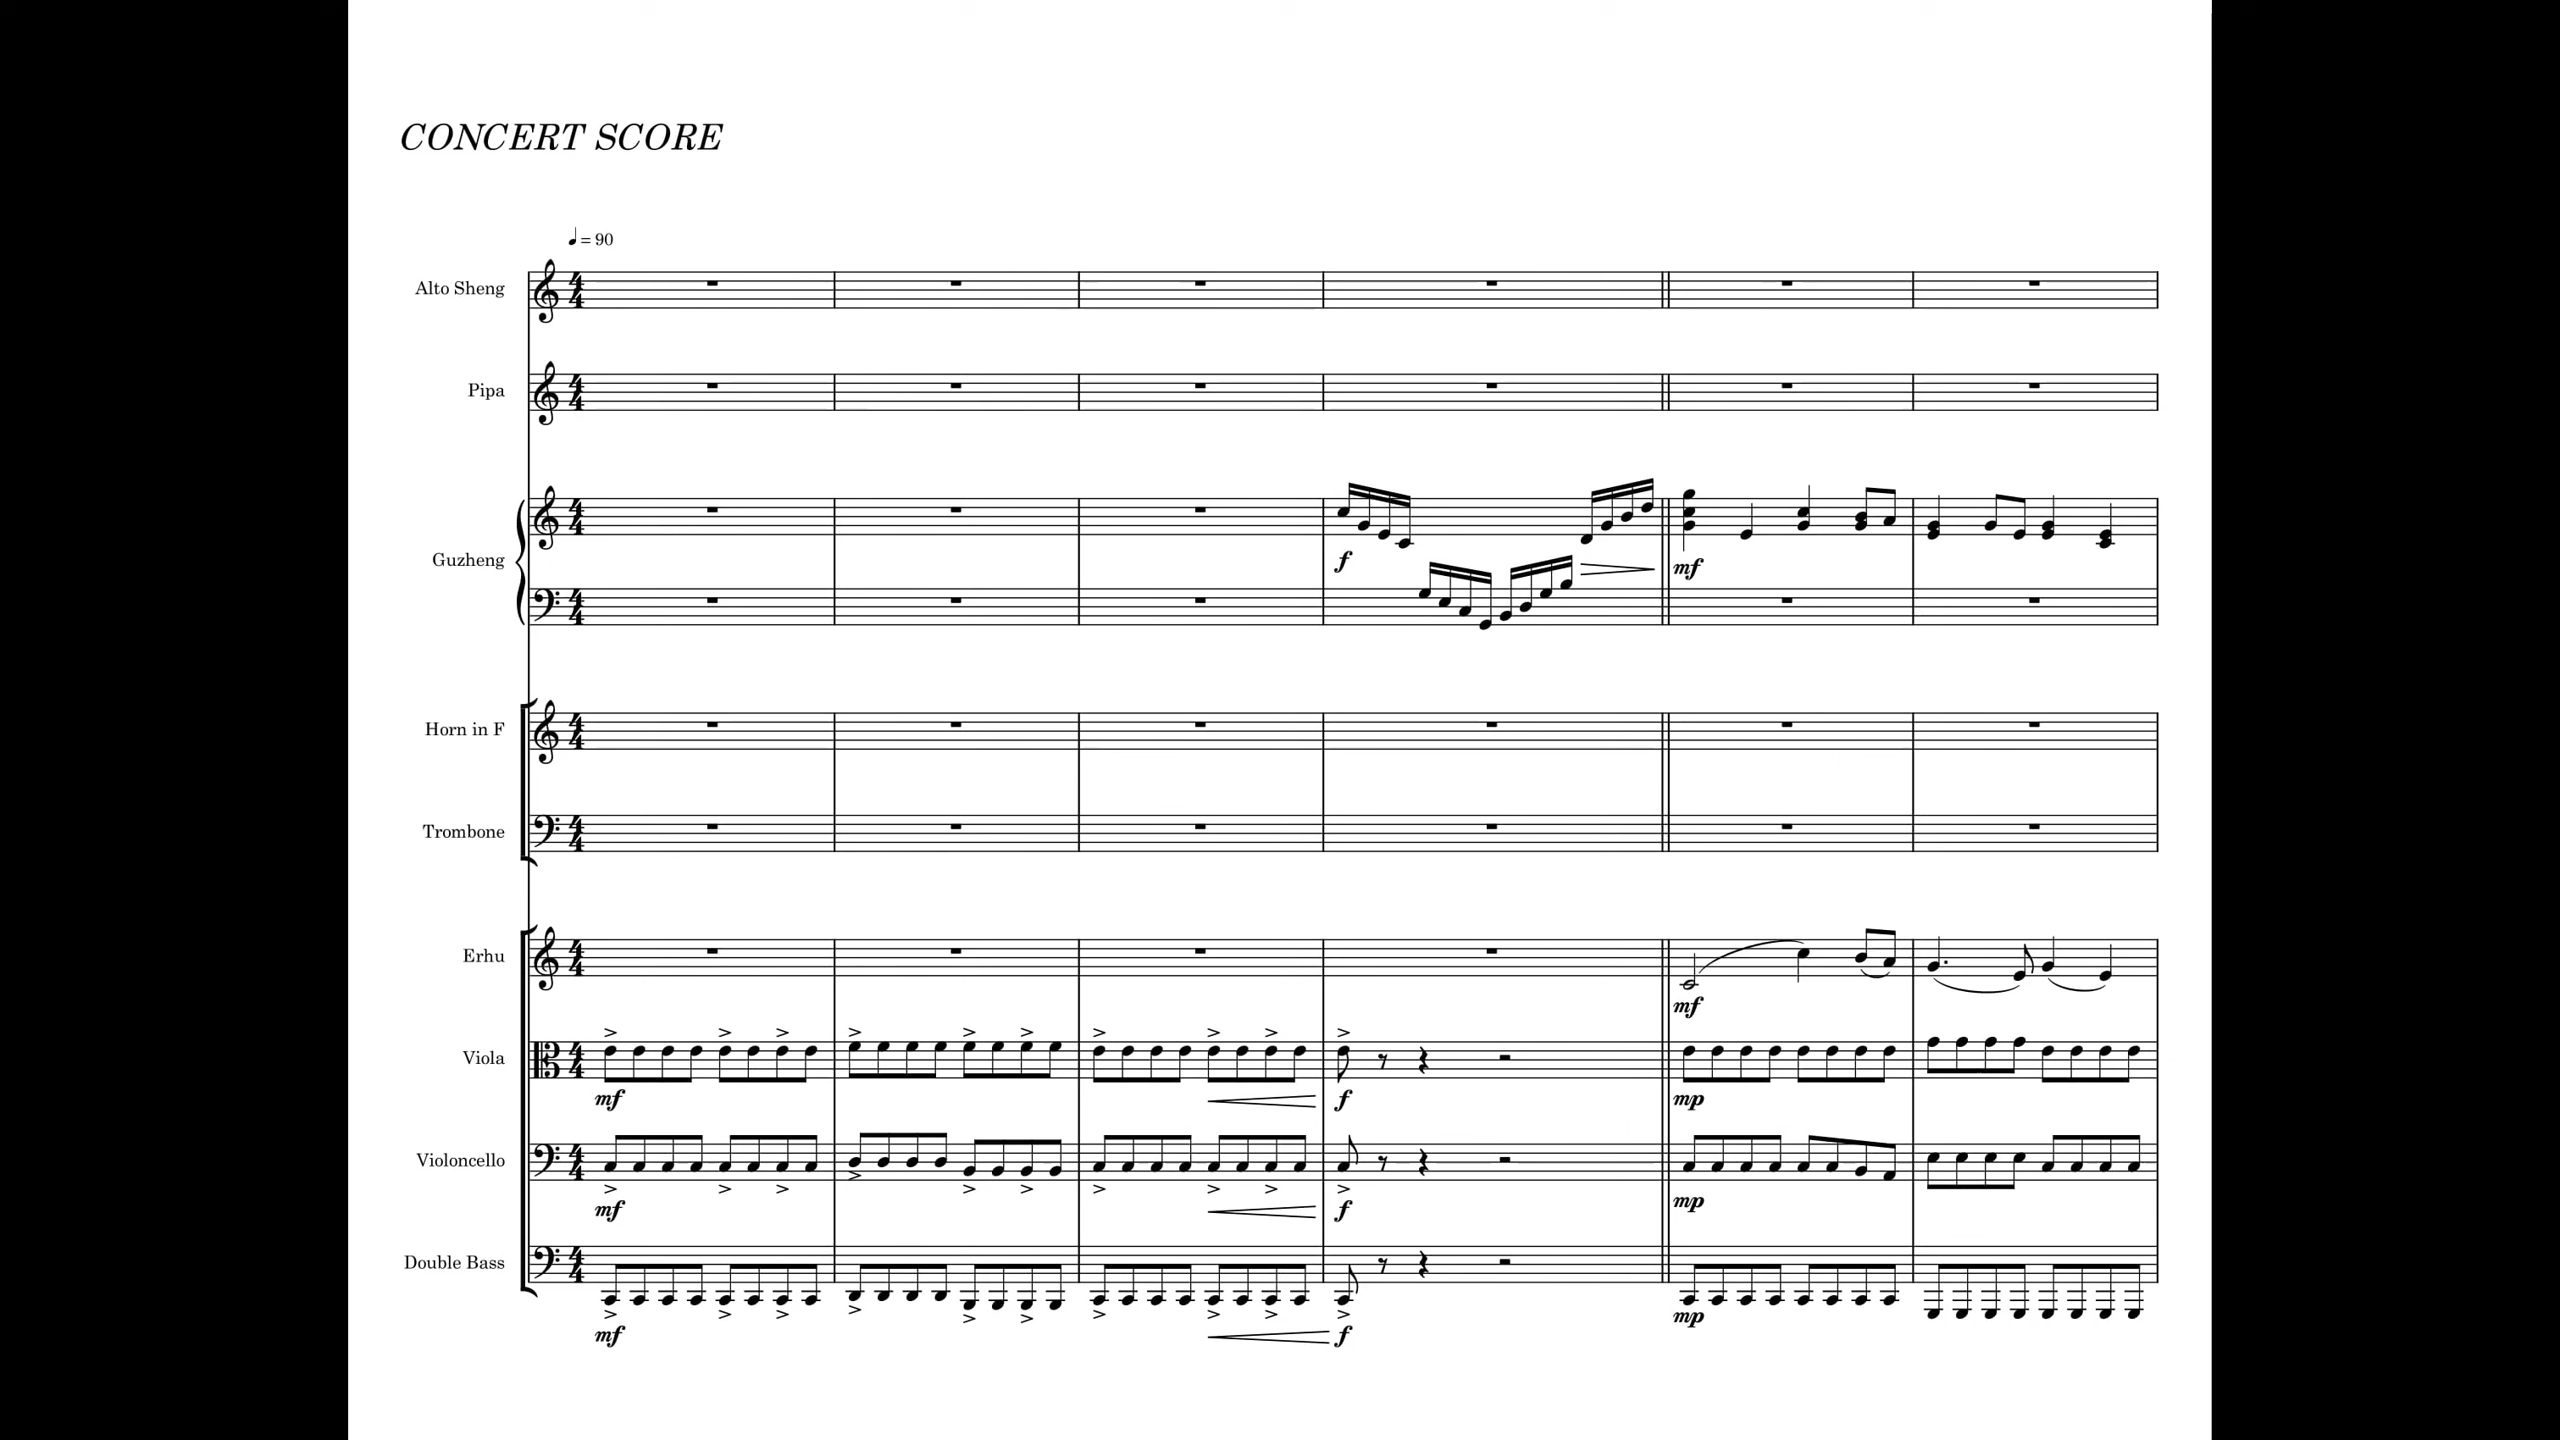 CONCERT SCORE
= 90
Alto Sheng
Pipa
Guzheng
f
mf
Horn in F
Trombone
Erhu
mf
Viola
mf
f
mp
Violoncello
mf
f
mp
Double Bass
mf
f
mp